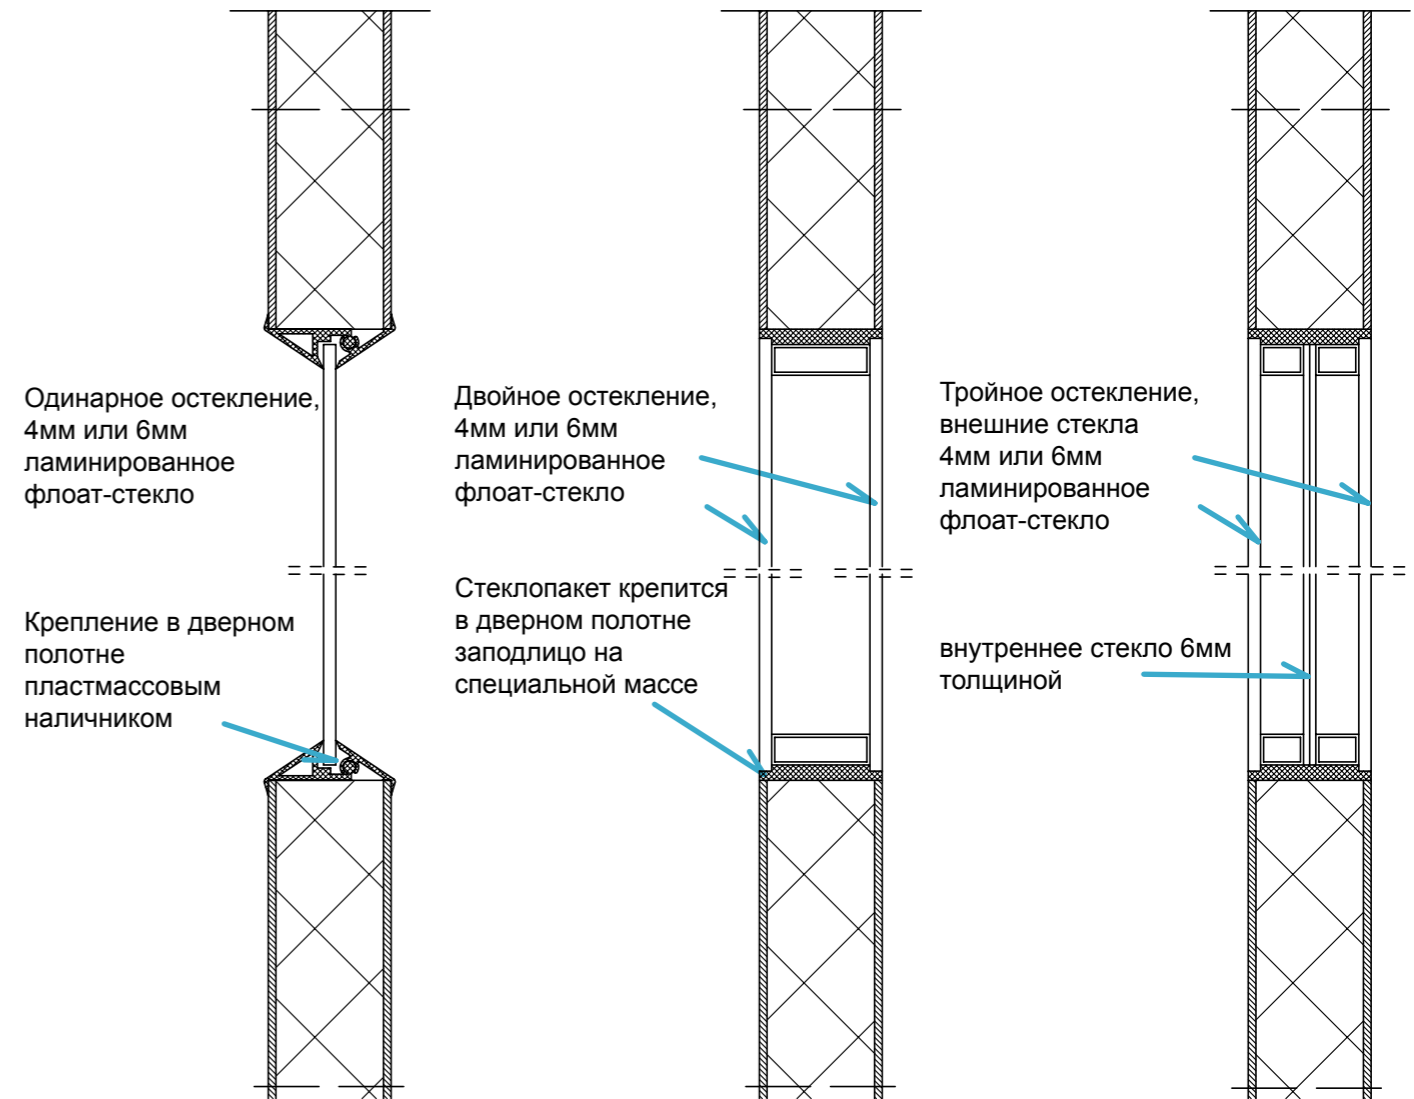 Одинарное остекление,
4мм или 6мм
ламинированное
флоат-стекло
Крепление в дверном
полотне
пластмассовым
наличником
Двойное остекление,
4мм или 6мм
ламинированное
флоат-стекло
Стеклопакет крепится
в дверном полотне
заподлицо на
специальной массе
Тройное остекление,
внешние стекла
4мм или 6мм
ламинированное
флоат-стекло
внутреннее стекло 6мм
толщиной